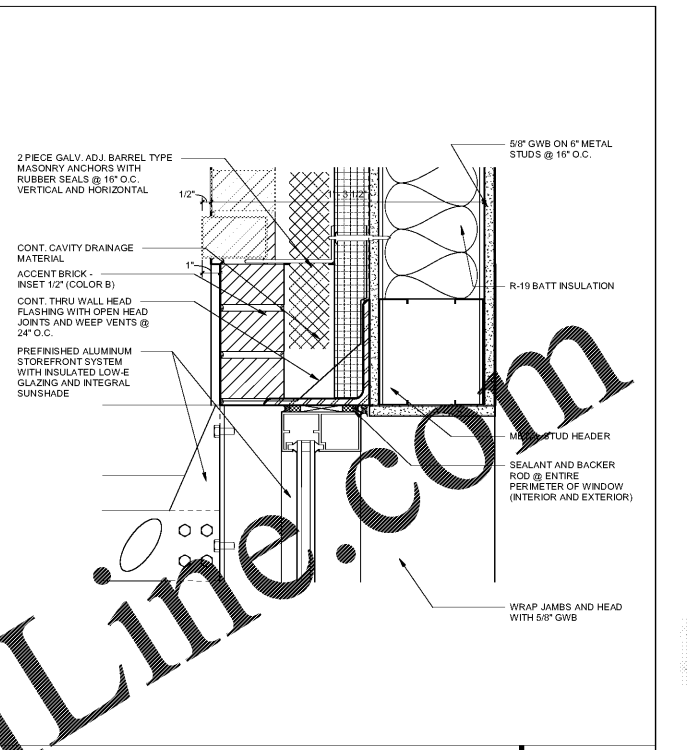 2 PIECE GALV. ADJ. BARREL TYPE
MASONRY ANCHORS WITH
RUBBER SEALS @ 16" O.C.
VERTICAL AND HORIZONTAL
CONT. CAVITY DRAINAGE
MATERIAL
ACCENT BRICK -
INSET 1/2" (COLOR B)
CONT. THRU WALL HEAD
FLASHING WITH OPEN HEAD
JOINTS AND WEEP VENTS @
24" O.C.
PREFINISHED ALUMINUM
STOREFRONT SYSTEM
WITH INSULATED LOW-E
GLAZING AND INTEGRAL
SUNSHADE
1/2"
1"
1'- 3 1/2"
5/8" GWB ON 6" METAL
STUDS @ 16" O.C.
R-19 BATT INSULATION
METAL STUD HEADER
SEALANT AND BACKER
ROD @ ENTIRE
PERIMETER OF WINDOW
(INTERIOR AND EXTERIOR)
WRAP JAMBS AND HEAD
WITH 5/8" GWB
Line.com